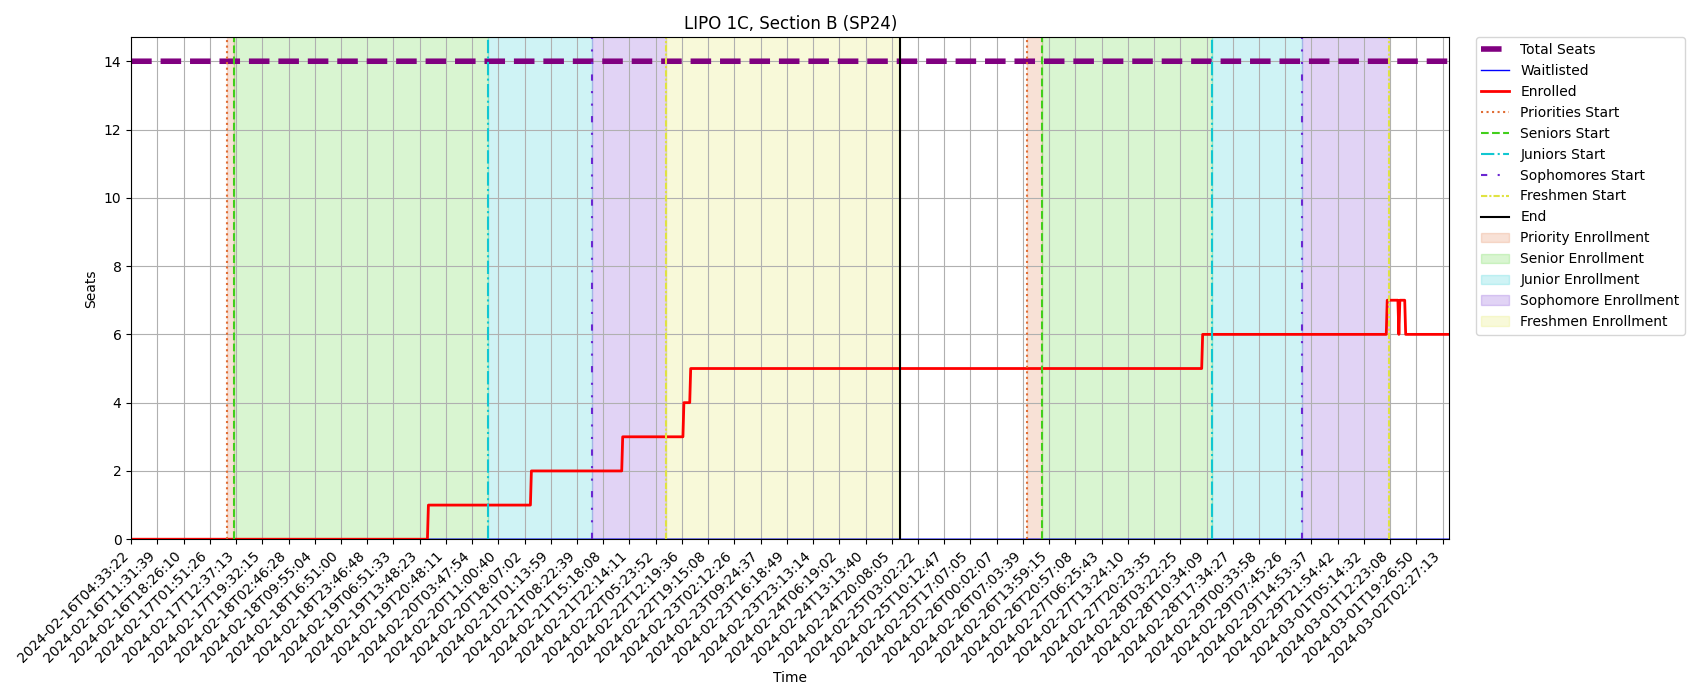 LIPO 1C, Section B (SP24)
14
12
10
8
6
4
2
0
Seats
2024-02-16T04:33:22
2024-02-16T11:31:39
2024-02-16T18:26:10
2024-02-17T01:51:26
2024-02-17T12:37:13
2024-02-17T19:32:15
2024-02-18T02:46:28
2024-02-18T09:55:04
2024-02-18T16:51:00
2024-02-18T23:46:48
2024-02-19T06:51:33
2024-02-19T13:48:23
2024-02-19T20:48:11
2024-02-20T03:47:54
2024-02-20T11:00:40
2024-02-20T18:07:02
2024-02-21T01:13:59
2024-02-21T08:22:39
2024-02-21T15:18:08
2024-02-21T22:14:11
2024-02-22T05:23:52
2024-02-22T12:19:36
2024-02-22T19:15:08
2024-02-23T02:12:26
2024-02-23T09:24:37
2024-02-23T16:18:49
2024-02-23T23:13:14
2024-02-24T06:19:02
2024-02-24T13:13:40
2024-02-24T20:08:05
2024-02-25T03:02:22
2024-02-25T10:12:47
2024-02-25T17:07:05
2024-02-26T00:02:07
2024-02-26T07:03:39
2024-02-26T13:59:15
2024-02-26T20:57:08
2024-02-27T06:25:43
2024-02-27T13:24:10
2024-02-27T20:23:35
2024-02-28T03:22:25
2024-02-28T10:34:09
2024-02-28T17:34:27
2024-02-29T00:33:58
2024-02-29T07:45:26
2024-02-29T14:53:37
2024-02-29T21:54:42
2024-03-01T05:14:32
2024-03-01T12:23:08
2024-03-01T19:26:50
2024-03-02T02:27:13
Time
Total Seats
Waitlisted
Enrolled
Priorities Start
Seniors Start
Juniors Start
Sophomores Start
Freshmen Start
End
Priority Enrollment
Senior Enrollment
Junior Enrollment
Sophomore Enrollment
Freshmen Enrollment